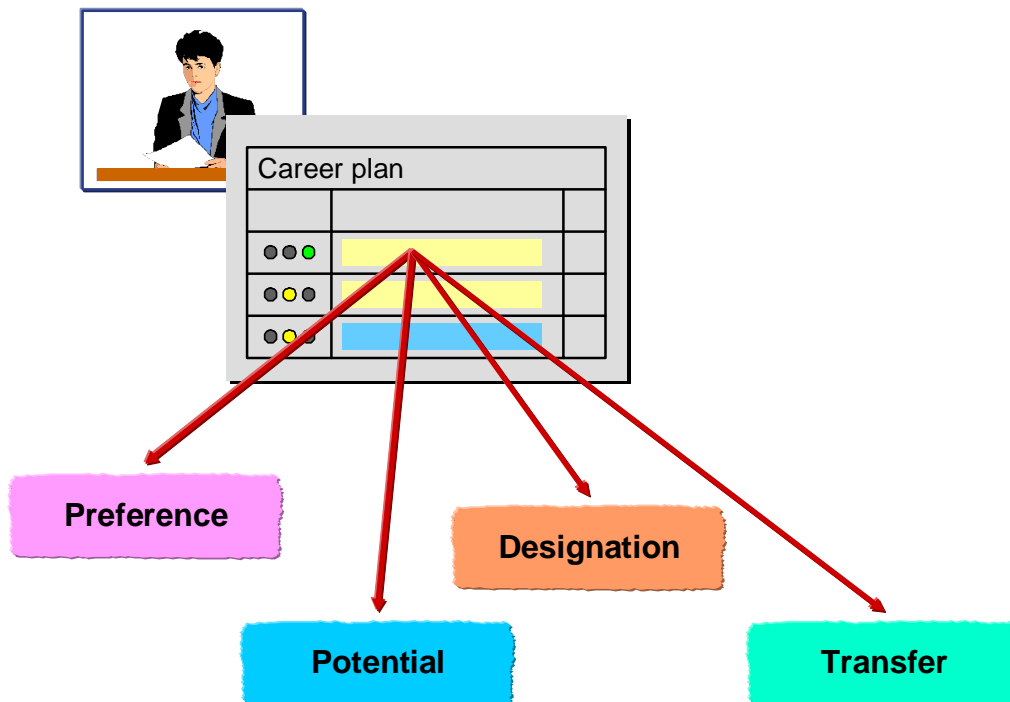 Career plan
Preference
Designation
Potential
Transfer